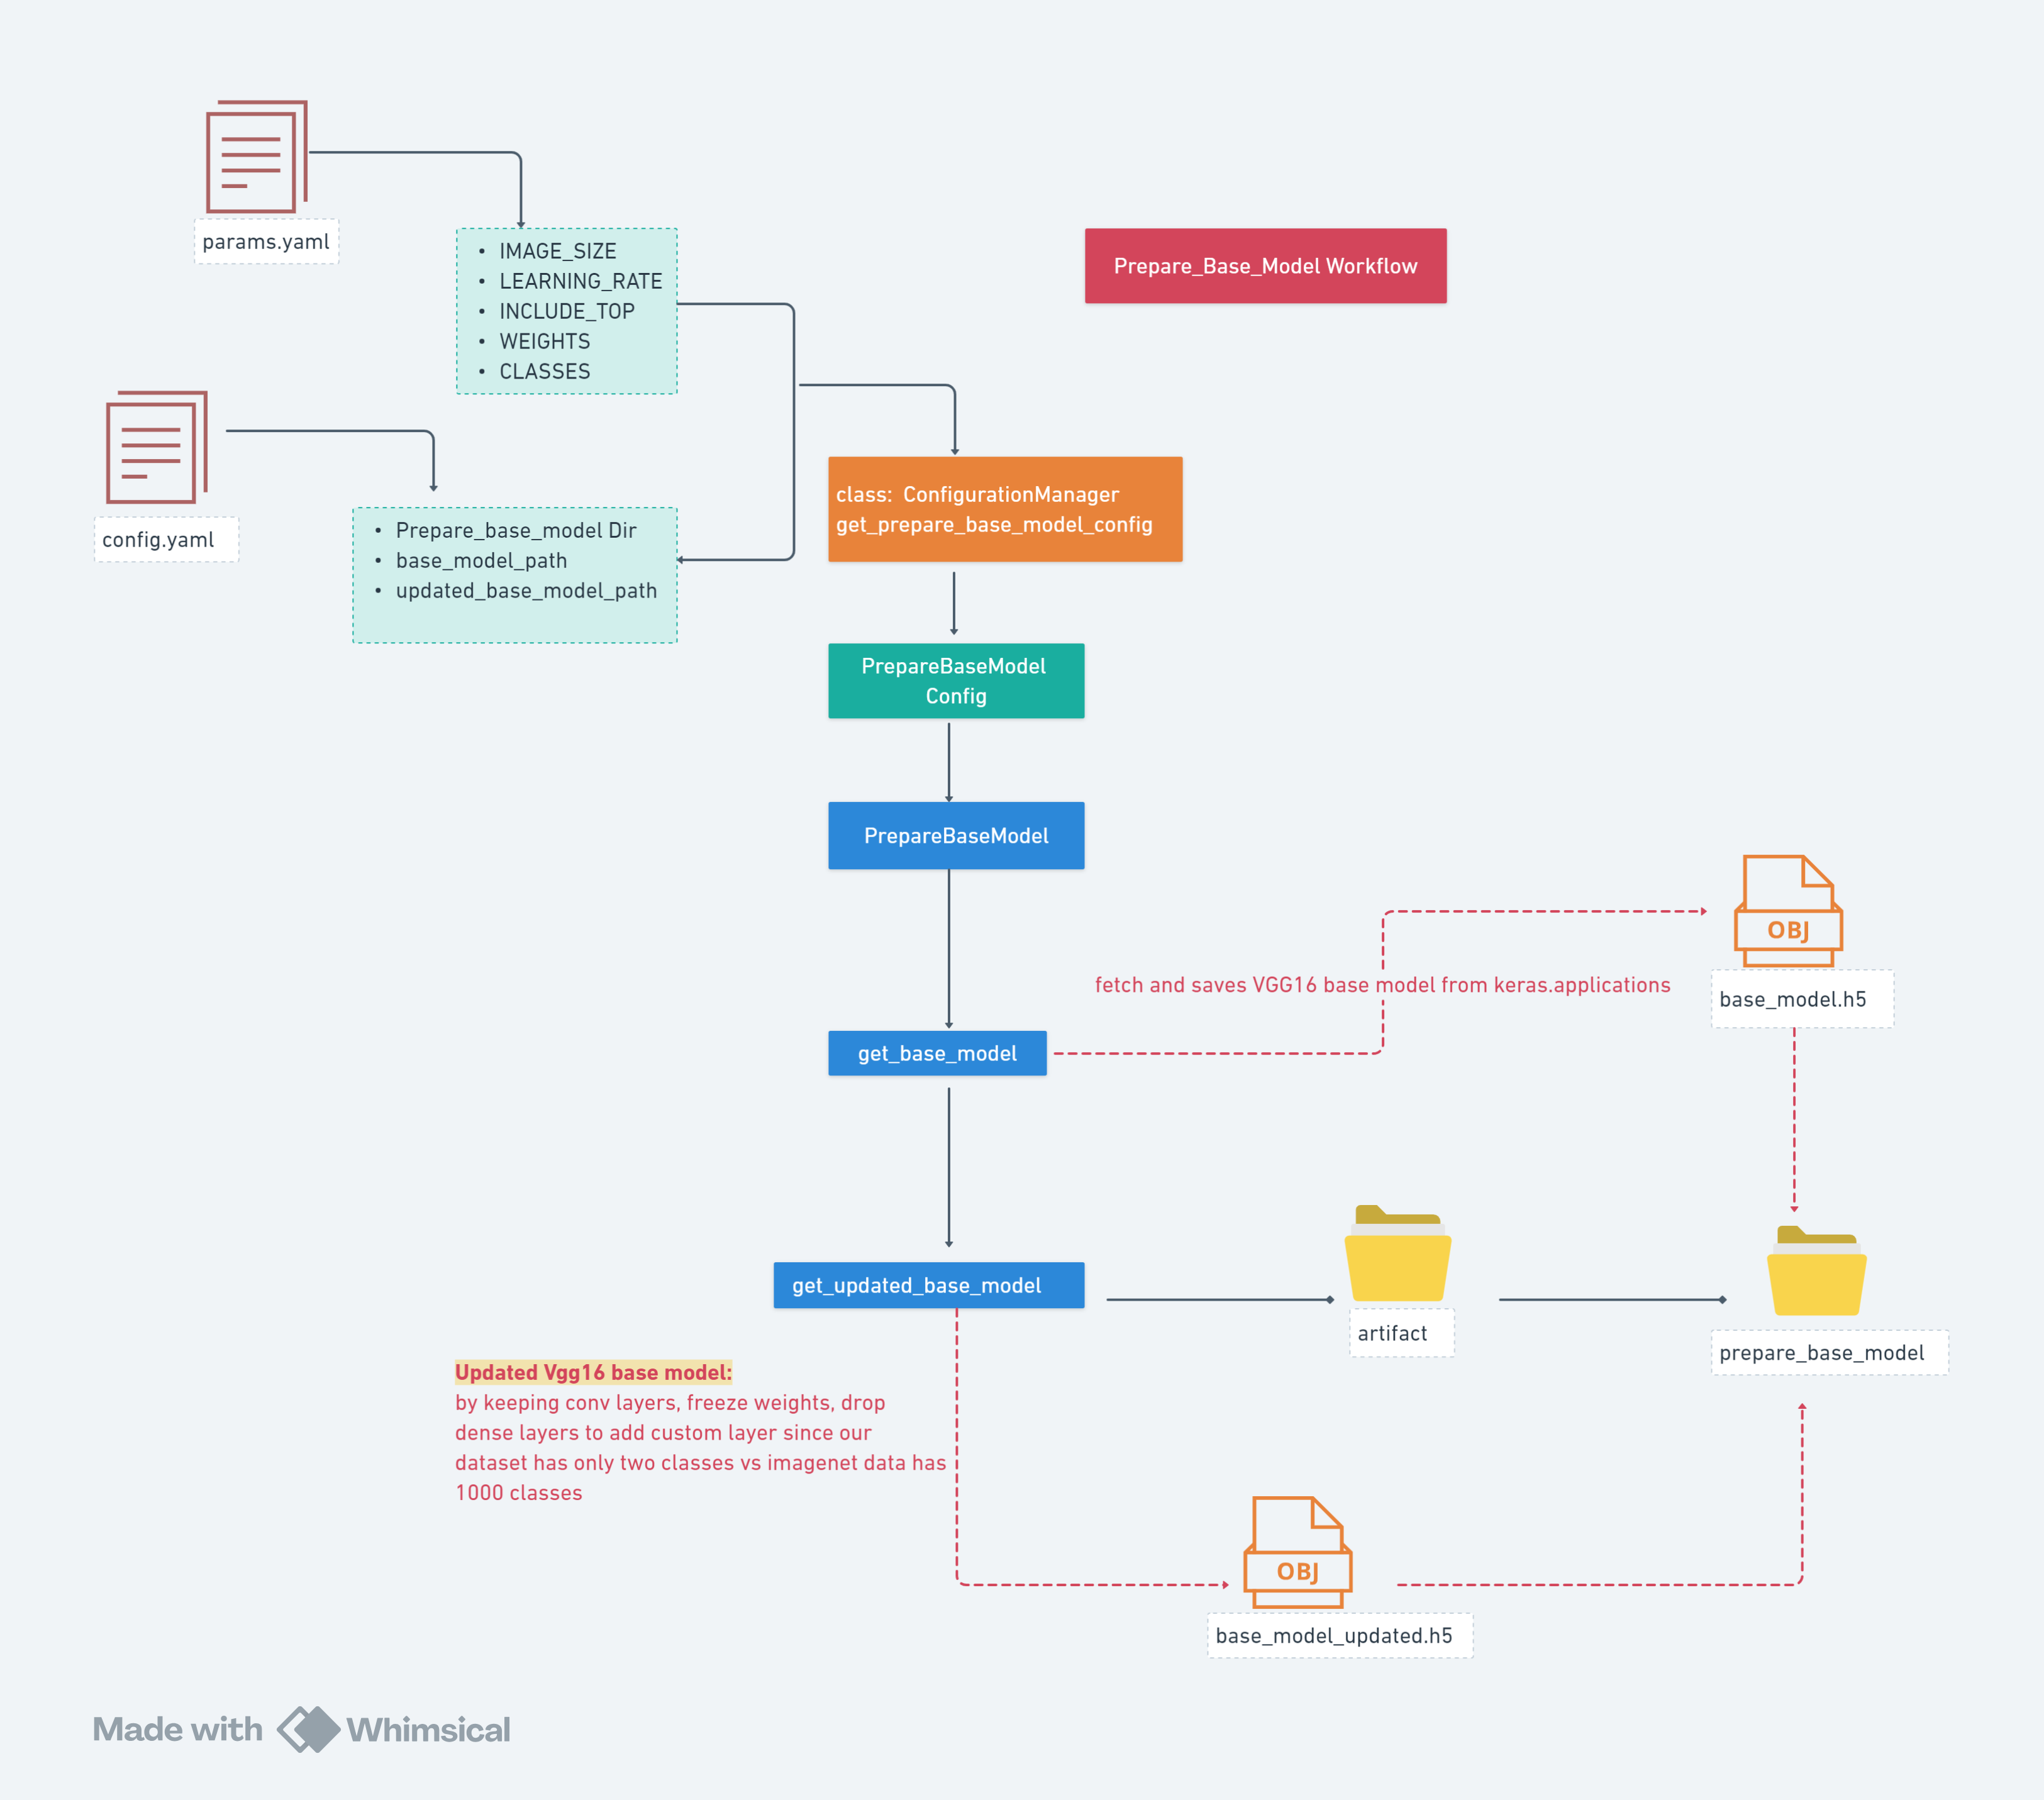 params.yaml
• IMAGE_SIZE
• LEARNING_RATE
• INCLUDE_TOP
• WEIGHTS
• CLASSES
Prepare_Base_Model Workflow
config.yaml
• Prepare_base_model Dir
• base_model_path
• updated_base_model_path
class:  ConfigurationManager
get_prepare_base_model_config
PrepareBaseModel
Config
PrepareBaseModel
OBJ
base_model.h5
fetch and saves VGG16 base model from keras.applications
get_base_model
get_updated_base_model
artifact
prepare_base_model
Updated Vgg16 base model:
by keeping conv layers, freeze weights, drop
dense layers to add custom layer since our
dataset has only two classes vs imagenet data has
1000 classes
OBJ
base_model_updated.h5
Made with Whimsical